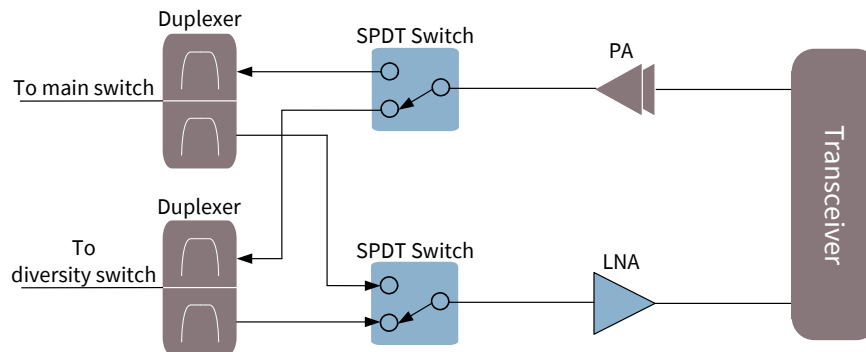 Duplexer
SPDT Switch
PA
To main switch
Transceiver
Duplexer
To
diversity switch
SPDT Switch
LNA